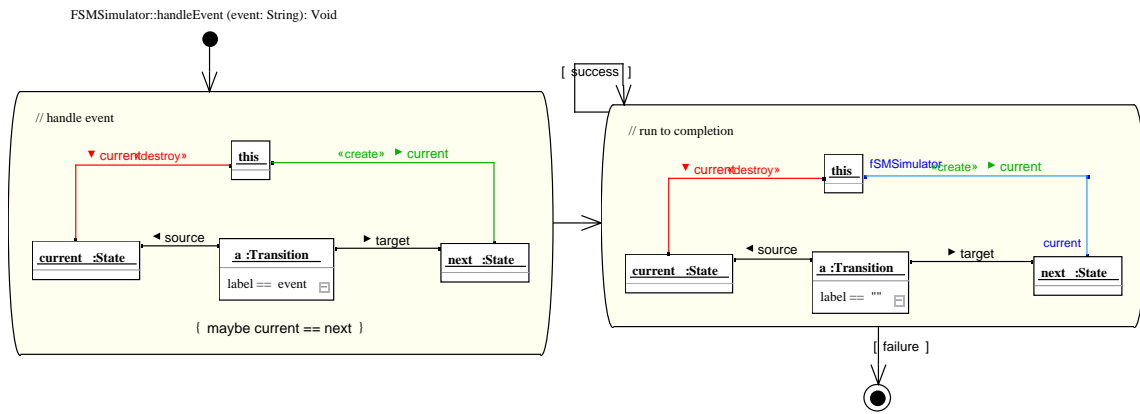 FSMSimulator::handleEvent (event: String): Void
// handle event
▼ current «destroy»
this
«create» ► current
◄ source
► target
current :State
a :Transition
label == event
next :State
{ maybe current == next }
[ success ]
// run to completion
▼ current «destroy»
this
fSMSimulator
«create» ► current
◄ source
► target
current
current :State
a :Transition
label == ""
next :State
[ failure ]